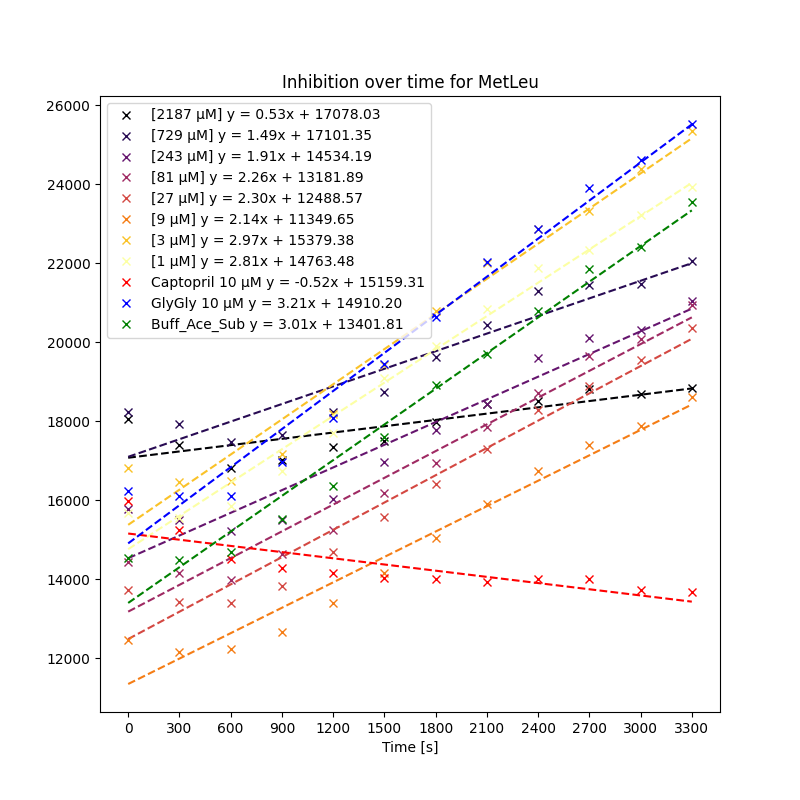 Inhibition over time for MetLeu
26000
24000
22000
20000
18000
16000
14000
12000
[2187 µM] y = 0.53x + 17078.03
[729 µM] y = 1.49x + 17101.35
[243 µM] y = 1.91x + 14534.19
[81 µM] y = 2.26x + 13181.89
[27 µM] y = 2.30x + 12488.57
[9 µM] y = 2.14x + 11349.65
[3 µM] y = 2.97x + 15379.38
[1 µM] y = 2.81x + 14763.48
Captopril 10 µM y = -0.52x + 15159.31
GlyGly 10 µM y = 3.21x + 14910.20
Buff_Ace_Sub y = 3.01x + 13401.81
0 300 600 900 1200 1500 1800 2100 2400 2700 3000 3300
Time [s]